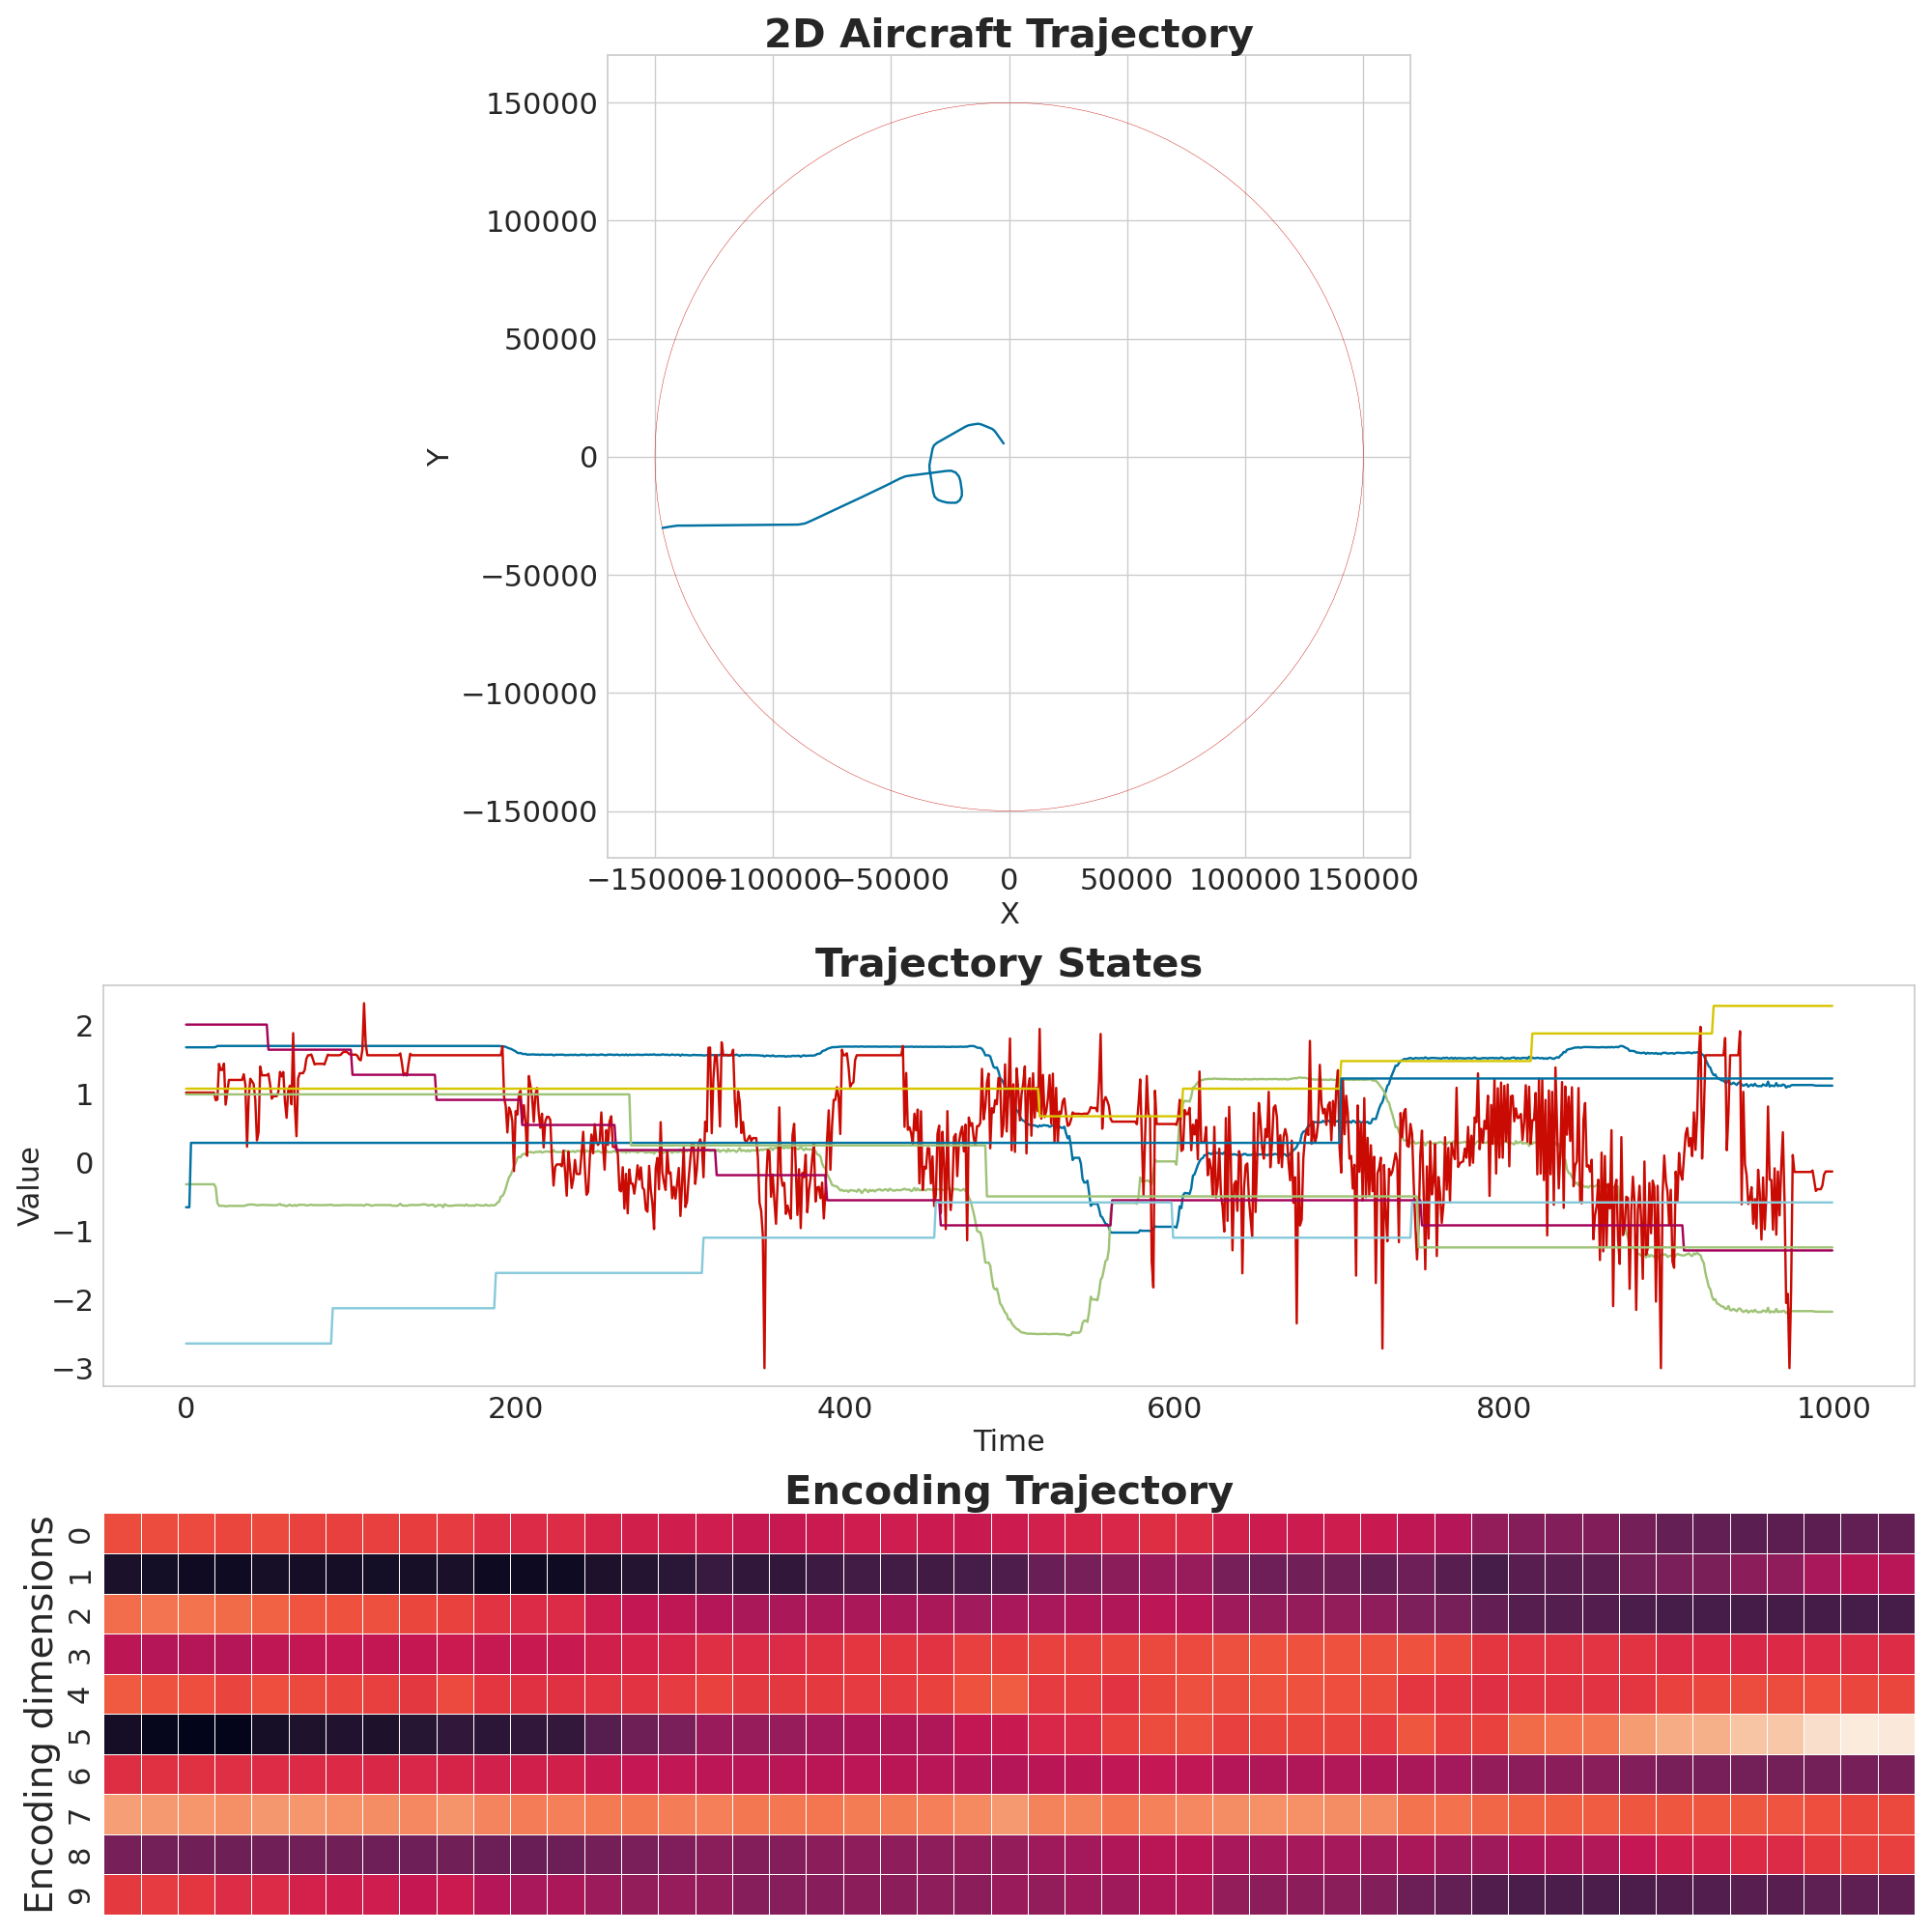 2D Aircraft Trajectory
150000
100000
50000
0
−50000
−100000
−150000
Y
−150000 −100000 −50000 0 50000 100000 150000
X
Trajectory States
2
1
0
−1
−2
−3
Value
0 200 400 600 800 1000
Time
Encoding Trajectory
0
1
2
3
4
5
6
7
8
9
Encoding dimensions